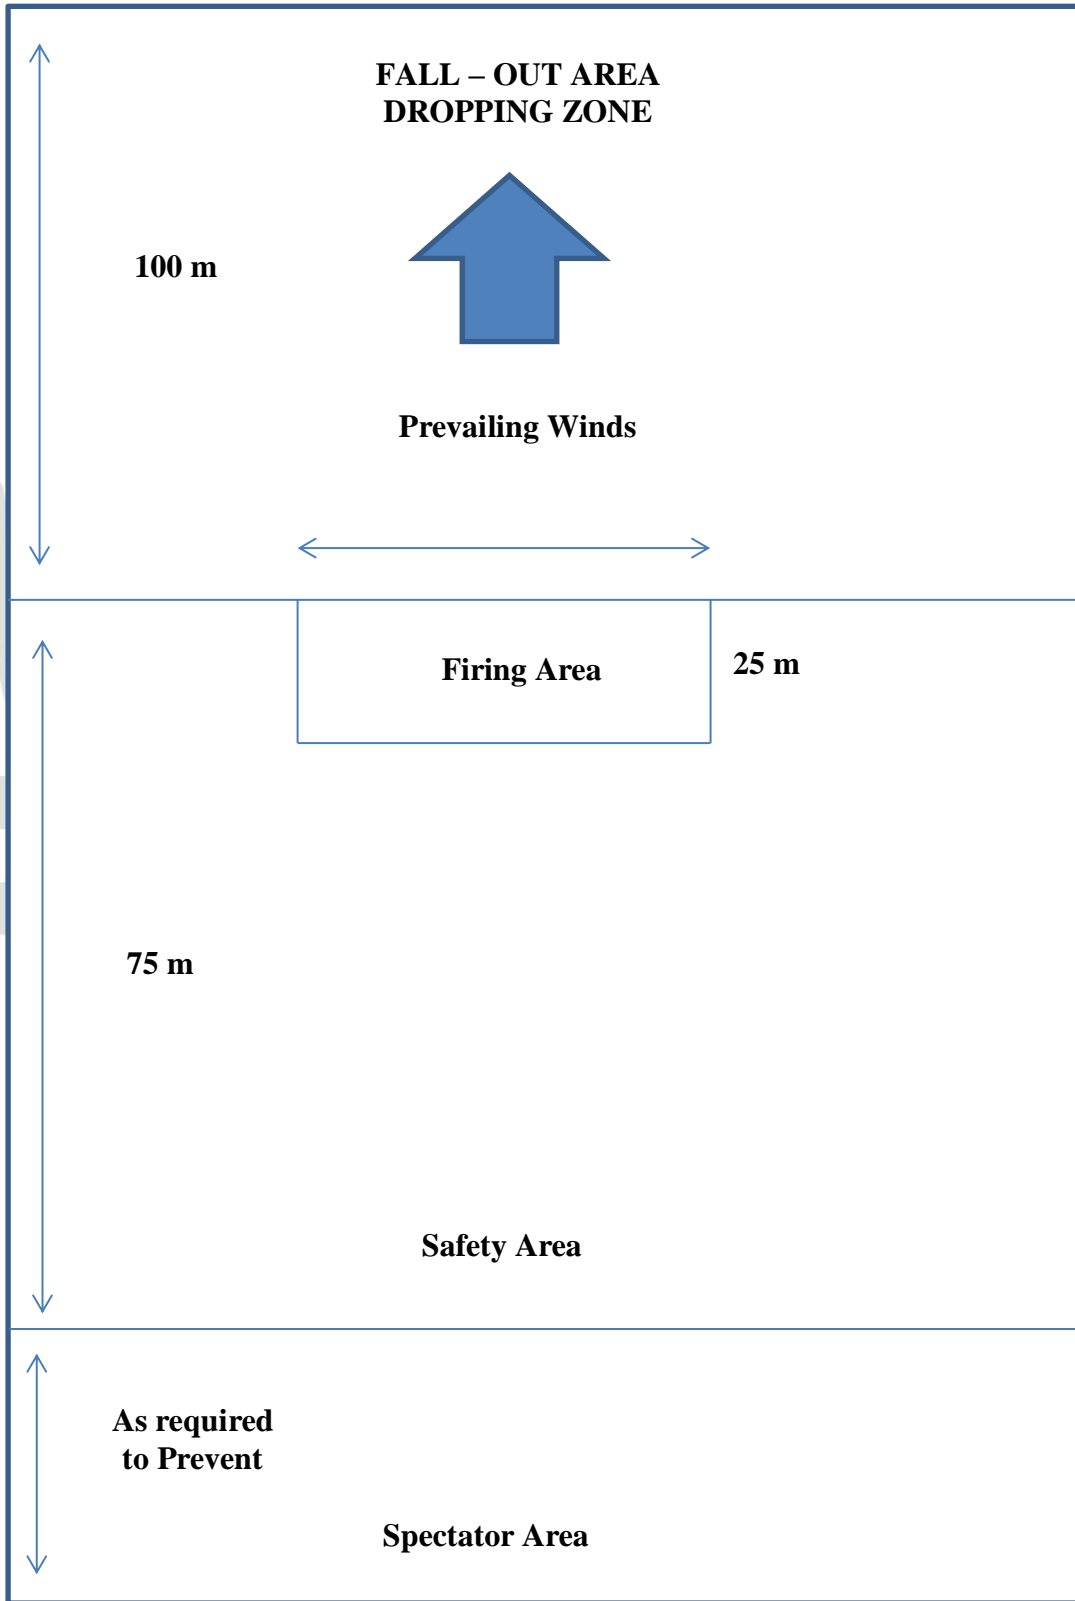 FALL – OUT AREA
DROPPING ZONE
100 m
Prevailing Winds
Firing Area
25 m
75 m
Safety Area
As required
to Prevent
Spectator Area